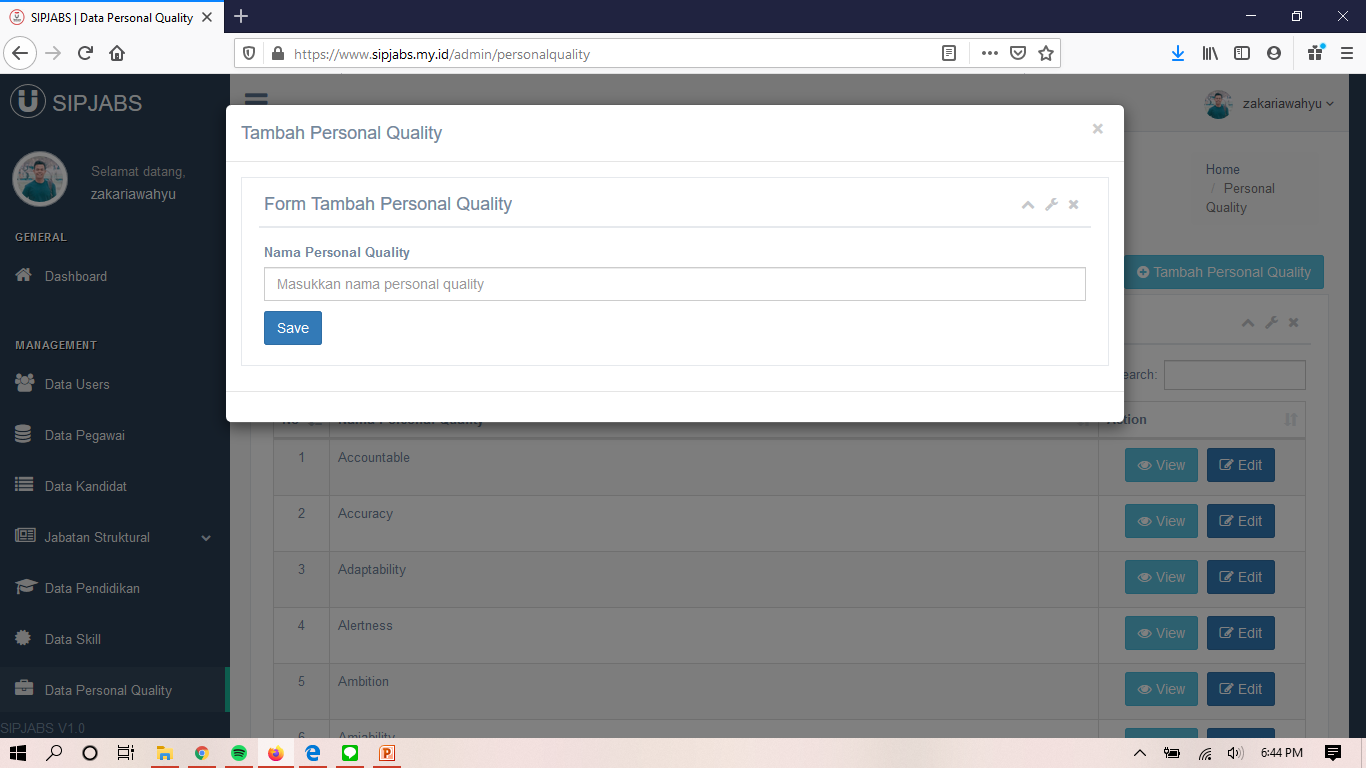 SIPJABS | Data Personal Quality
https://www.sipjabs.my.id/admin/personalquality
SIPJABS
zakariawahyu
Selamat datang,
zakariawahyu
GENERAL
Dashboard
MANAGEMENT
Data Users
Data Pegawai
Data Kandidat
Jabatan Struktural
Data Pendidikan
Data Skill
Data Personal Quality
SIPJABS V1.0
Home
/ Personal
Quality
Tambah Personal Quality
Tambah Personal Quality
Form Tambah Personal Quality
Nama Personal Quality
Masukkan nama personal quality
Save
earch:
No Nama Personal Quality Action
1 Accountable View Edit
2 Accuracy View Edit
3 Adaptability View Edit
4 Alertness View Edit
5 Ambition View Edit
6 Amiability
6:44 PM